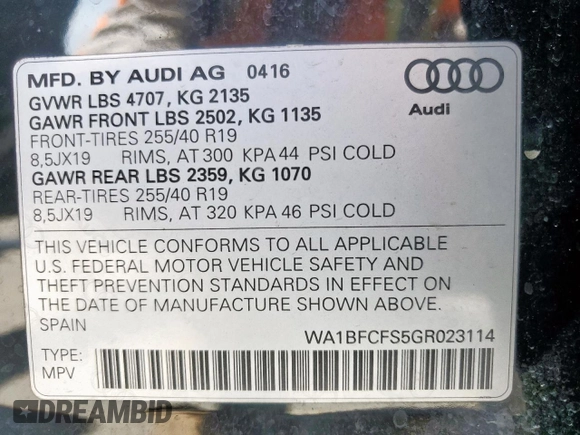 MFD. BY AUDI AG 0416
GVWR LBS 4707, KG 2135
GAWR FRONT LBS 2502, KG 1135
FRONT-TIRES 255/40 R19
8,5JX19 RIMS, AT 300 KPA 44 PSI COLD
GAWR REAR LBS 2359, KG 1070
REAR-TIRES 255/40 R19
8,5JX19 RIMS, AT 320 KPA 46 PSI COLD
Audi
THIS VEHICLE CONFORMS TO ALL APPLICABLE
U.S. FEDERAL MOTOR VEHICLE SAFETY AND
THEFT PREVENTION STANDARDS IN EFFECT ON
THE DATE OF MANUFACTURE SHOWN ABOVE.
SPAIN WA1BFCFS5GR023114
TYPE:
MPV
DREAMBID